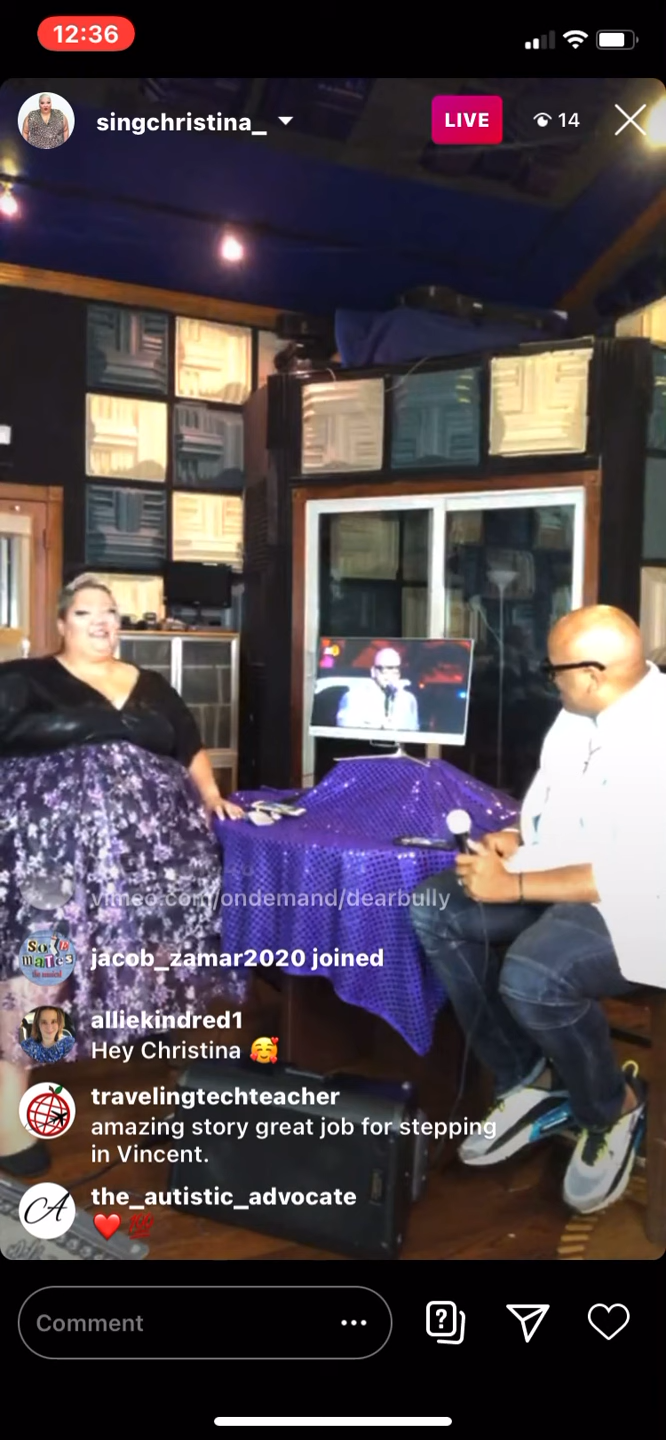 12:36
singchristina_
LIVE
14
vimeo.com/ondemand/dearbully
jacob_zamar2020 joined
alliekindred1
Hey Christina 🥰
travelingtechteacher
amazing story great job for stepping
in Vincent.
the_autistic_advocate
❤️💯
Comment